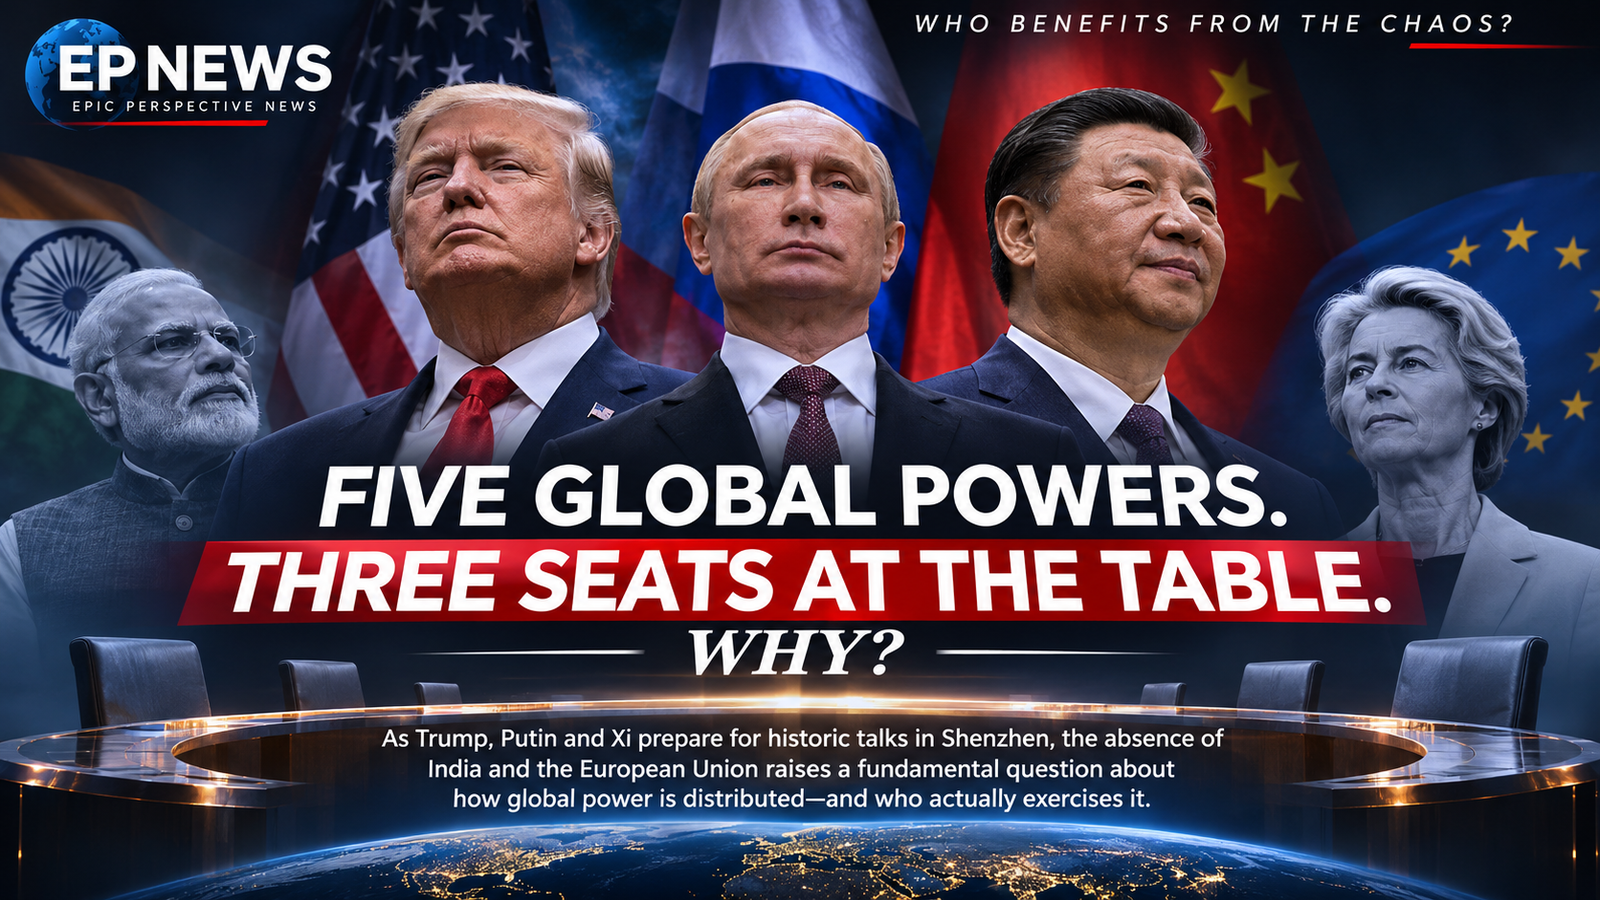 WHO BENEFITS FROM THE CHAOS?
EP NEWS
EPIC PERSPECTIVE NEWS
FIVE GLOBAL POWERS.
THREE SEATS AT THE TABLE.
WHY?
As Trump, Putin and Xi prepare for historic talks in Shenzhen, the absence of
India and the European Union raises a fundamental question about
how global power is distributed—and who actually exercises it.